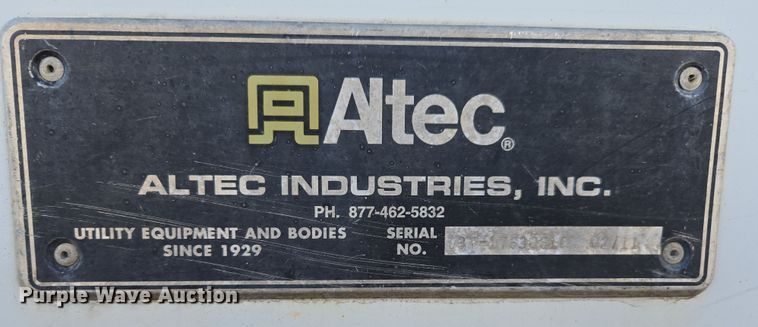 Altec®
ALTEC INDUSTRIES, INC.
PH. 877-462-5832
UTILITY EQUIPMENT AND BODIES
SINCE 1929
SERIAL
NO.
Purple Wave Auction